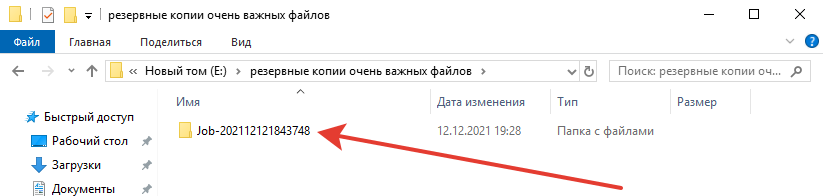 резервные копии очень важных файлов
Файл Главная Поделиться Вид
« Новый том (E:) › резервные копии очень важных файлов › Поиск: резервные копии оч...
Имя Дата изменения Тип Размер
Быстрый доступ
Job-202112121843748 12.12.2021 19:28 Папка с файлами
Рабочий стол
Загрузки
Документы